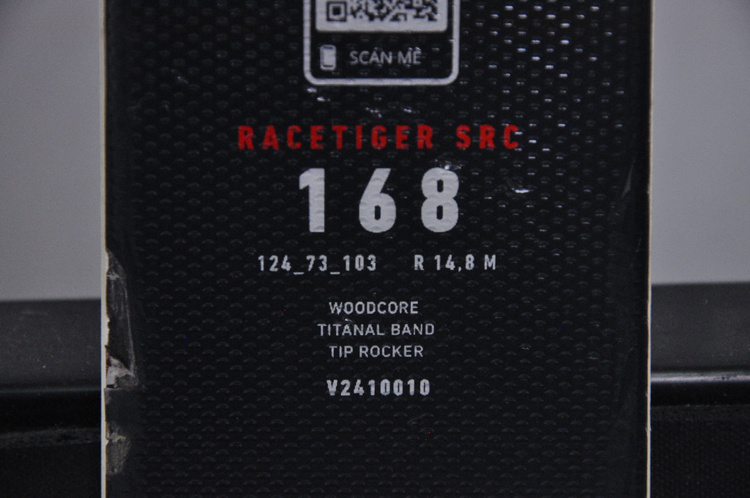 SCAN ME
RACETIGER SRC
168
124_73_103 R 14,8 M
WOODCORE
TITANAL BAND
TIP ROCKER
V2410010